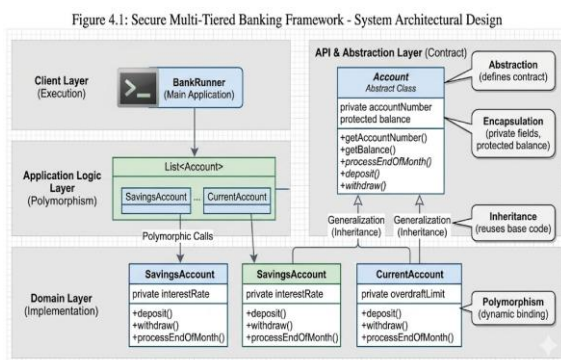 Figure 4.1: Secure Multi-Tiered Banking Framework - System Architectural Design
Client Layer
(Execution)
>_
BankRunner
(Main Application)
API & Abstraction Layer (Contract)
Account
Abstract Class
private accountNumber
protected balance
+getAccountNumber()
+getBalance()
+processEndOfMonth()
+deposit()
+withdraw()
Abstraction
(defines contract)
Encapsulation
(private fields,
protected balance)
Application Logic
Layer
(Polymorphism)
List<Account>
SavingsAccount
...
CurrentAccount
Polymorphic Calls
Generalization
(Inheritance)
Generalization
(Inheritance)
Inheritance
(reuses base code)
Domain Layer
(Implementation)
SavingsAccount
private interestRate
+deposit()
+withdraw()
+processEndOfMonth()
SavingsAccount
private interestRate
+deposit()
+withdraw()
+processEndOfMonth()
CurrentAccount
private overdraftLimit
+deposit()
+withdraw()
+processEndOfMonth()
Polymorphism
(dynamic binding)